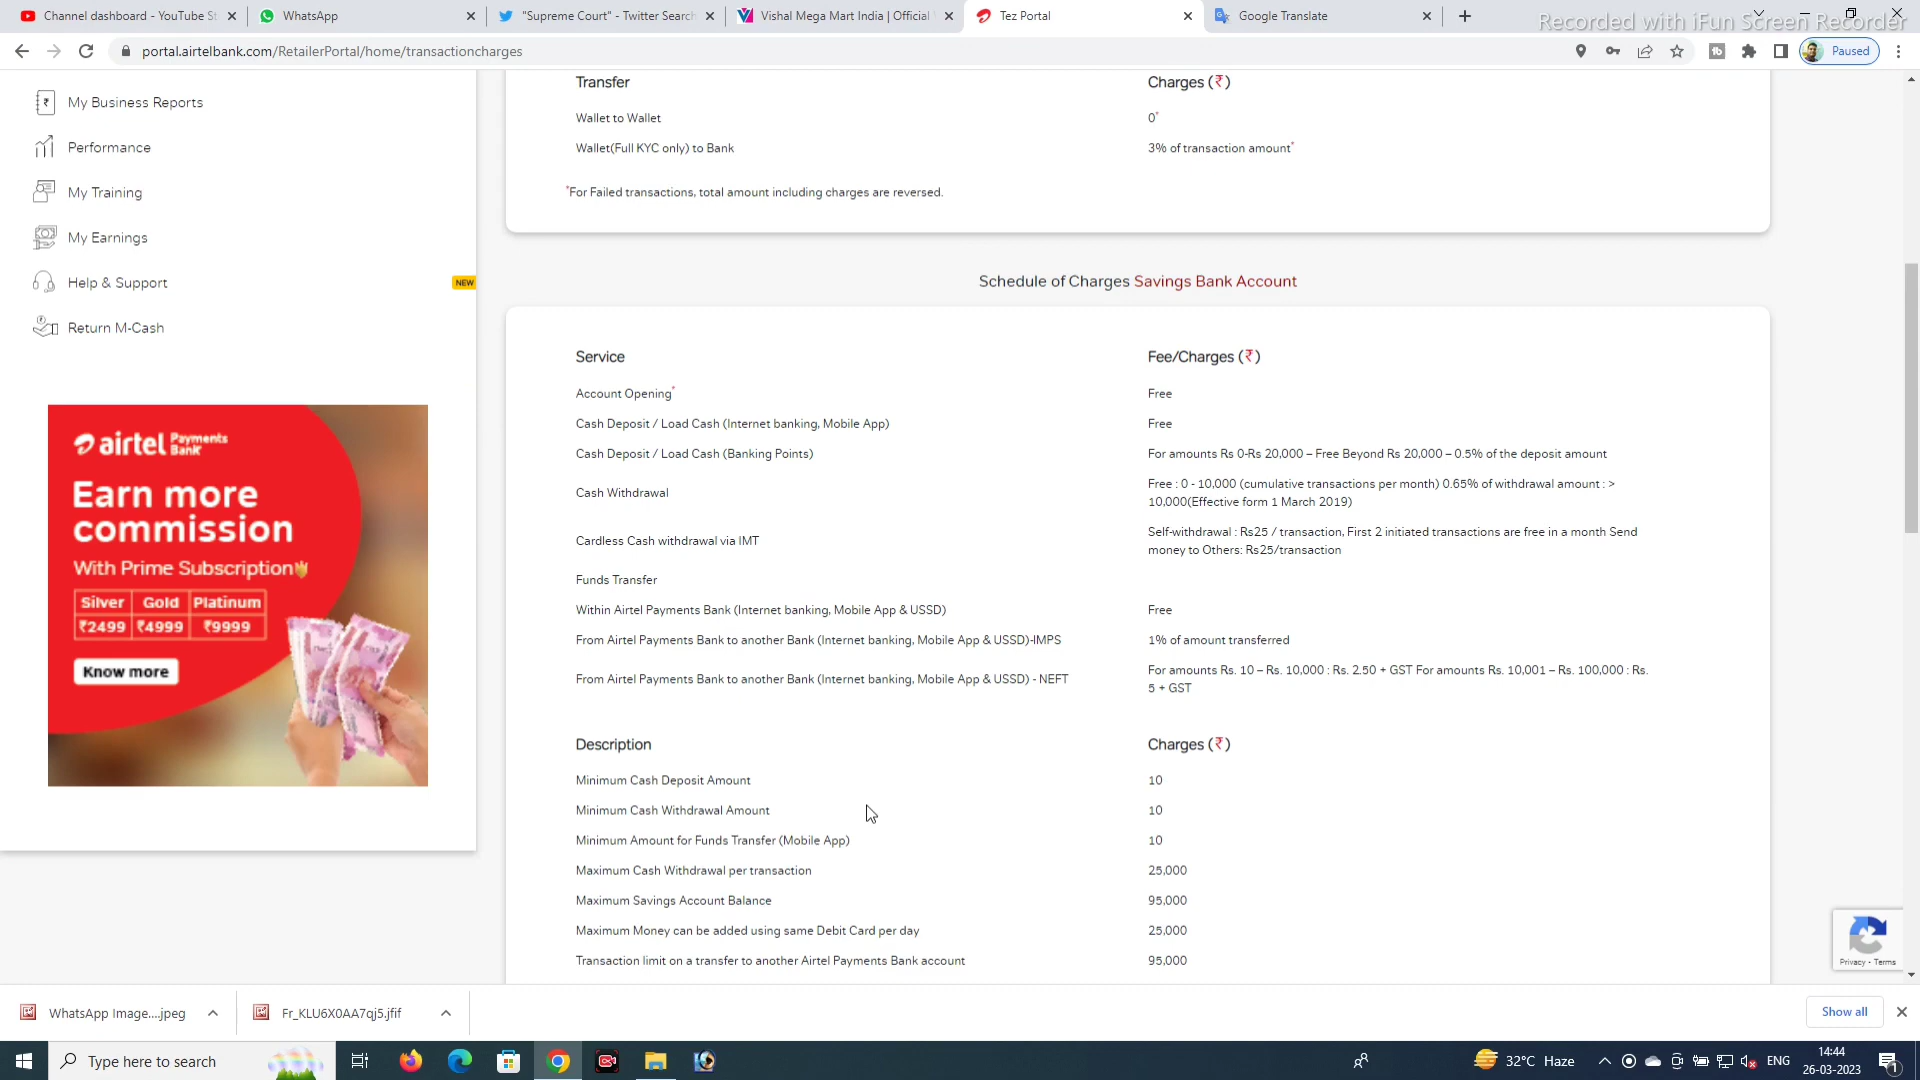 Channel dashboard - YouTube St
WhatsApp
"Supreme Court" - Twitter Search
Vishal Mega Mart India | Official
Tez Portal
Google Translate
Recorded with iFun Screen Recorder
portal.airtelbank.com/RetailerPortal/home/transactioncharges
Paused
My Business Reports
Performance
My Training
My Earnings
Help & Support
NEW
Return M-Cash
airtel Payments Bank
Earn more
commission
With Prime Subscription
Silver Gold Platinum
₹2499 ₹4999 ₹9999
Know more
Transfer Charges (₹)
Wallet to Wallet 0*
Wallet(Full KYC only) to Bank 3% of transaction amount*
*For Failed transactions, total amount including charges are reversed.
Schedule of Charges Savings Bank Account
Service Fee/Charges (₹)
Account Opening* Free
Cash Deposit / Load Cash (Internet banking, Mobile App) Free
Cash Deposit / Load Cash (Banking Points) For amounts Rs 0-Rs 20,000 – Free Beyond Rs 20,000 – 0.5% of the deposit amount
Cash Withdrawal Free : 0 - 10,000 (cumulative transactions per month) 0.65% of withdrawal amount : >
10,000(Effective form 1 March 2019)
Cardless Cash withdrawal via IMT Self-withdrawal : Rs25 / transaction, First 2 initiated transactions are free in a month Send
money to Others: Rs25/transaction
Funds Transfer
Within Airtel Payments Bank (Internet banking, Mobile App & USSD) Free
From Airtel Payments Bank to another Bank (Internet banking, Mobile App & USSD)-IMPS 1% of amount transferred
From Airtel Payments Bank to another Bank (Internet banking, Mobile App & USSD) - NEFT For amounts Rs. 10 – Rs. 10,000 : Rs. 2.50 + GST For amounts Rs. 10,001 – Rs. 100,000 : Rs.
5 + GST
Description Charges (₹)
Minimum Cash Deposit Amount 10
Minimum Cash Withdrawal Amount 10
Minimum Amount for Funds Transfer (Mobile App) 10
Maximum Cash Withdrawal per transaction 25,000
Maximum Savings Account Balance 95,000
Maximum Money can be added using same Debit Card per day 25,000
Transaction limit on a transfer to another Airtel Payments Bank account 95,000
Privacy - Terms
WhatsApp Image....jpeg
Fr_KLU6X0AA7qj5.jfif
Show all
Type here to search
32°C Haze
ENG
14:44
26-03-2023
1